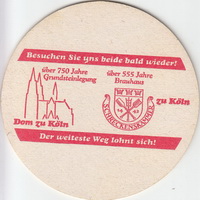 Besuchen Sie uns beide bald wieder!
über 750 Jahre
Grundsteinlegung
über 555 Jahre
Brauhaus
SCHRECKENSKAMMER
Dom zu Köln
zu Köln
Der weiteste Weg lohnt sich!